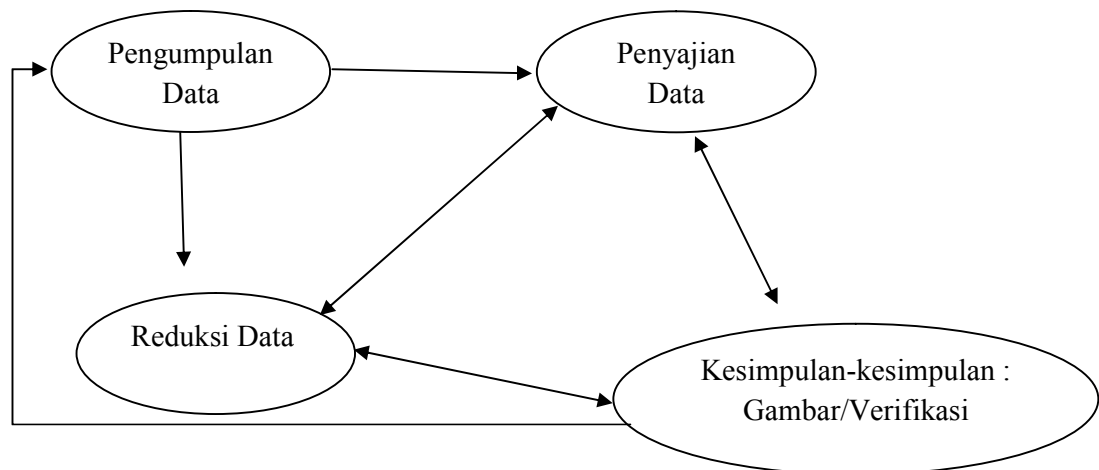 Pengumpulan
Data
Penyajian
Data
Reduksi Data
Kesimpulan-kesimpulan :
Gambar/Verifikasi